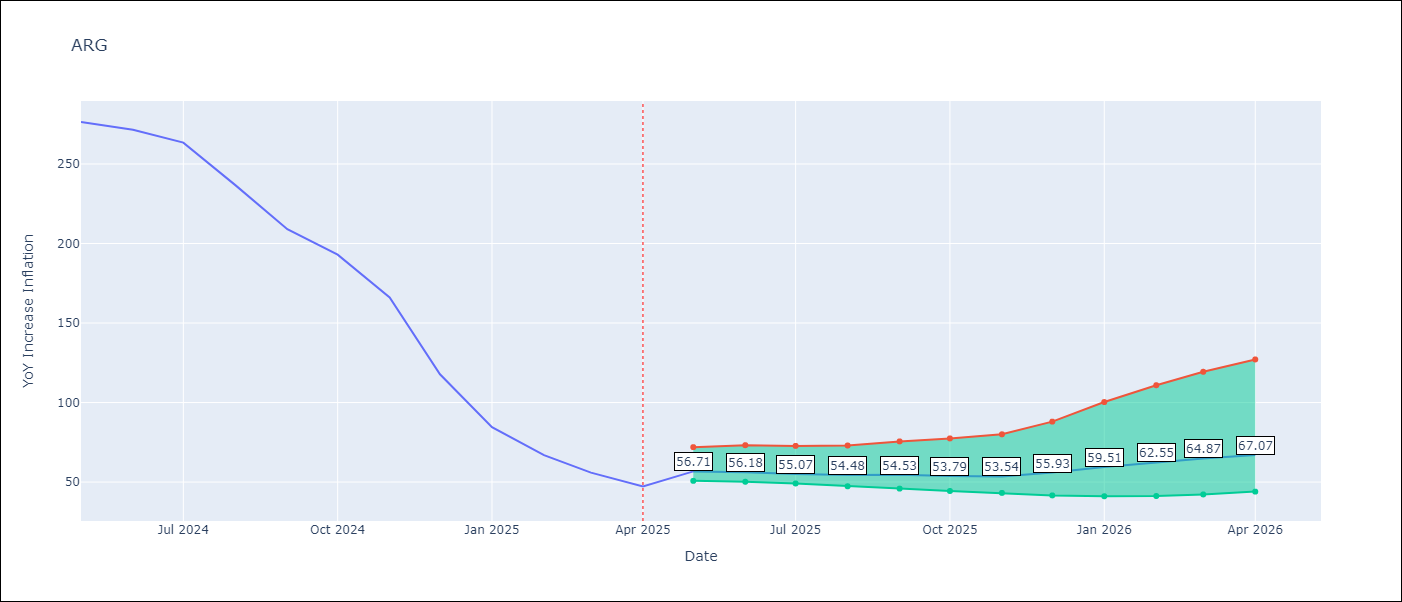 ARG
YoY Increase Inflation
250
200
150
100
50
56.71
56.18
55.07
54.48
54.53
53.79
53.54
55.93
59.51
62.55
64.87
67.07
Jul 2024
Oct 2024
Jan 2025
Apr 2025
Jul 2025
Oct 2025
Jan 2026
Apr 2026
Date